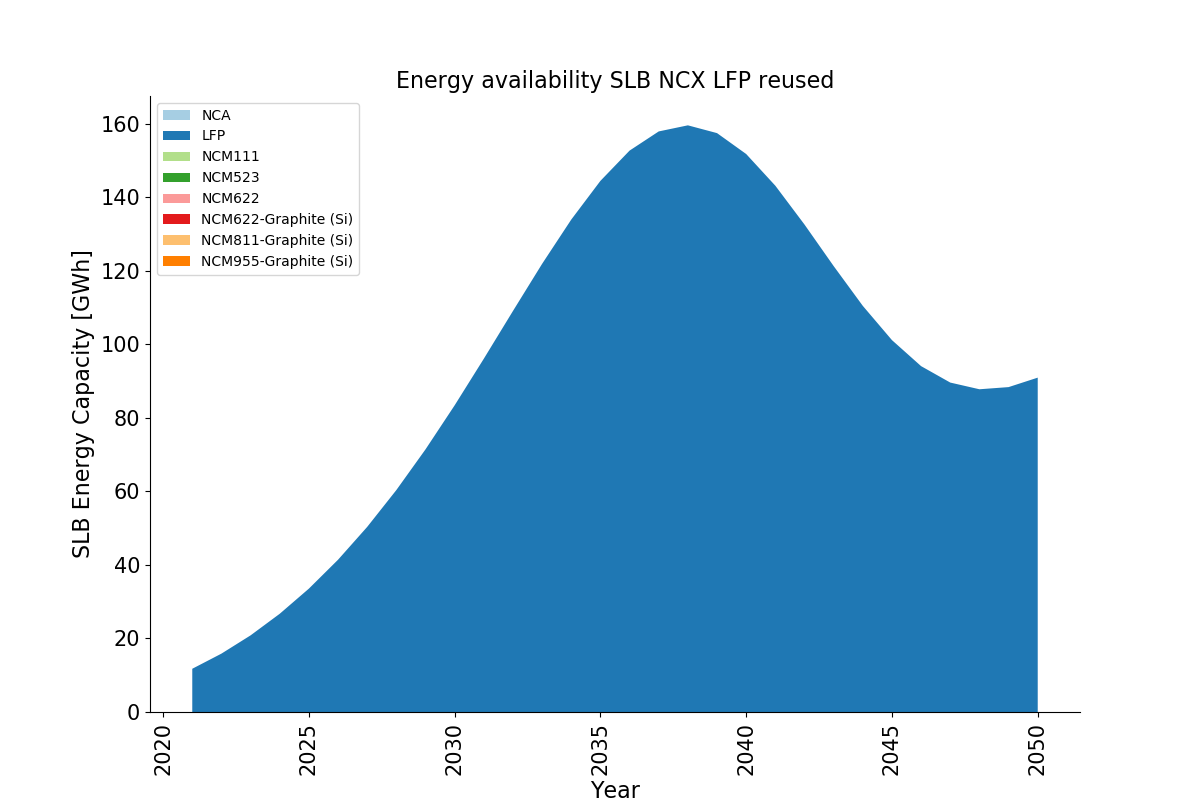 Energy availability SLB NCX LFP reused
NCA
LFP
NCM111
NCM523
NCM622
NCM622-Graphite (Si)
NCM811-Graphite (Si)
NCM955-Graphite (Si)
SLB Energy Capacity [GWh]
160
140
120
100
80
60
40
20
0
2020
2025
2030
2035
2040
2045
2050
Year